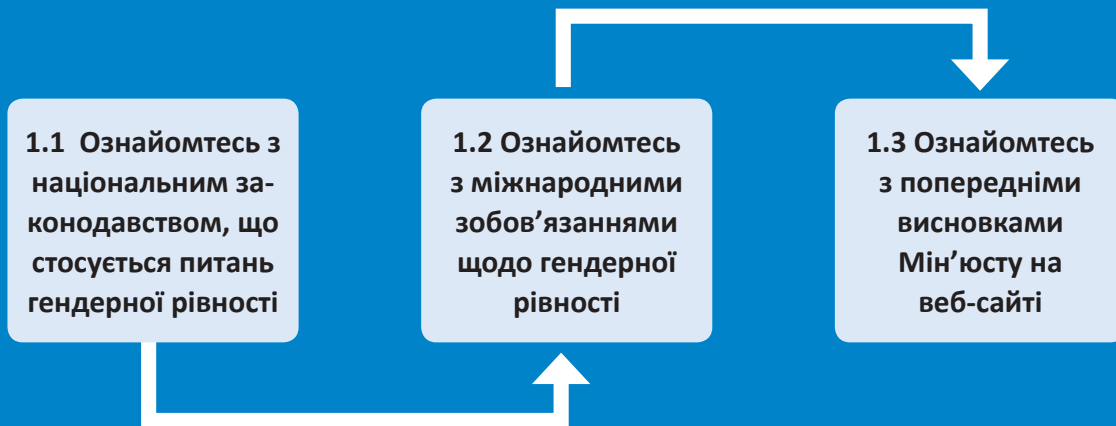 1.1 Ознайомтесь з
національним за-
конодавством, що
стосується питань
гендерної рівності
1.2 Ознайомтесь
з міжнародними
зобов’язаннями
щодо гендерної
рівності
1.3 Ознайомтесь
з попередніми
висновками
Мін’юсту на
веб-сайті